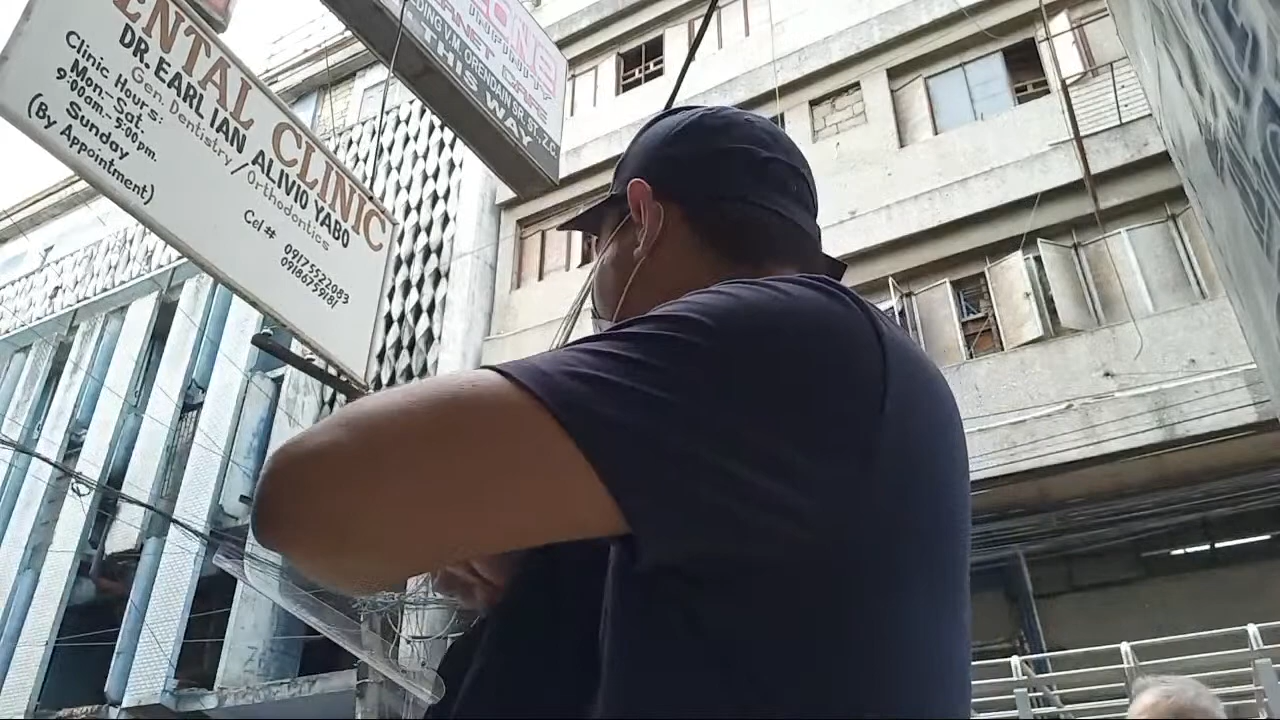 ENTAL CLINIC
DR. EARL IAN ALIVIO YABO
Gen. Dentistry/Orthodontics
Clinic Hours:
Mon.-Sat.
9:00am.-5:00pm.
Sunday
(By Appointment)
Cel # 09175522083
INFINITY
THIS WAY